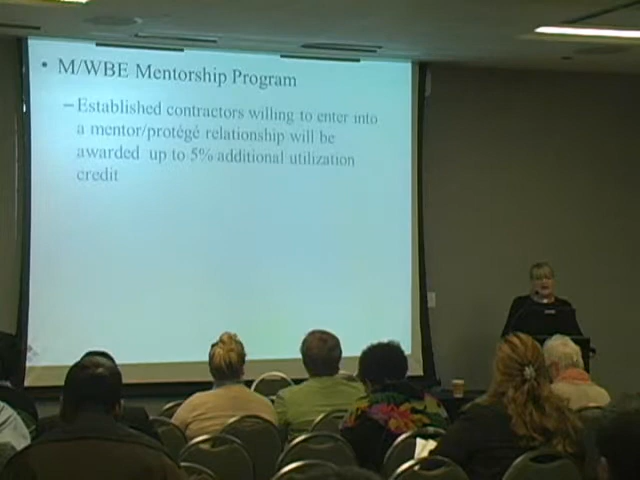 • M/WBE Mentorship Program
–Established contractors willing to enter into
a mentor/protégé relationship will be
awarded up to 5% additional utilization
credit